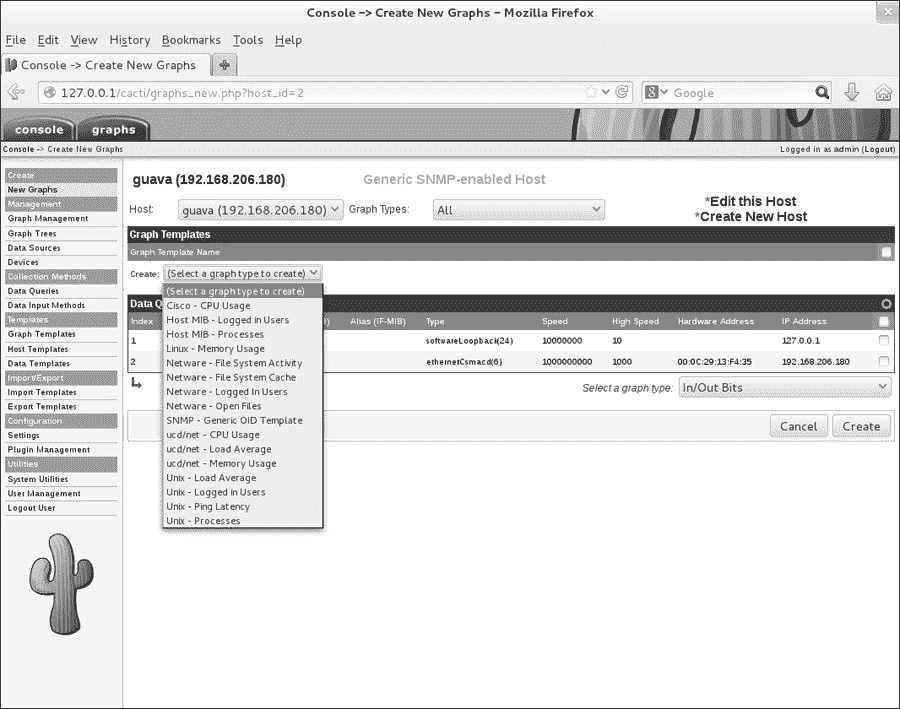 Console -> Create New Graphs - Mozilla Firefox
File Edit View History Bookmarks Tools Help
Console -> Create New Graphs
127.0.0.1/cacti/graphs_new.php?host_id=2
Google
console graphs
Console -> Create New Graphs
Logged in as admin (Logout)
Create
New Graphs
Management
Graph Management
Graph Trees
Data Sources
Devices
Collection Methods
Data Queries
Data Input Methods
Templates
Graph Templates
Host Templates
Data Templates
Import/Export
Import Templates
Export Templates
Configuration
Settings
Plugin Management
Utilities
System Utilities
User Management
Logout User
guava (192.168.206.180) Generic SNMP-enabled Host
Host: guava (192.168.206.180) Graph Types: All
*Edit this Host
*Create New Host
Graph Templates
Graph Template Name
Create: (Select a graph type to create)
(Select a graph type to create)
Cisco - CPU Usage
Host MIB - Logged in Users
Host MIB - Processes
Linux - Memory Usage
Netware - File System Activity
Netware - File System Cache
Netware - Logged In Users
Netware - Open Files
SNMP - Generic OID Template
ucd/net - CPU Usage
ucd/net - Load Average
ucd/net - Memory Usage
Unix - Load Average
Unix - Logged in Users
Unix - Ping Latency
Unix - Processes
Data Q
Index Alias (IF-MIB) Type Speed High Speed Hardware Address IP Address
1 softwareLoopback(24) 10000000 10 127.0.0.1
2 ethernetCsmacd(6) 1000000000 1000 00:0C:29:13:F4:35 192.168.206.180
Select a graph type: In/Out Bits
Cancel Create